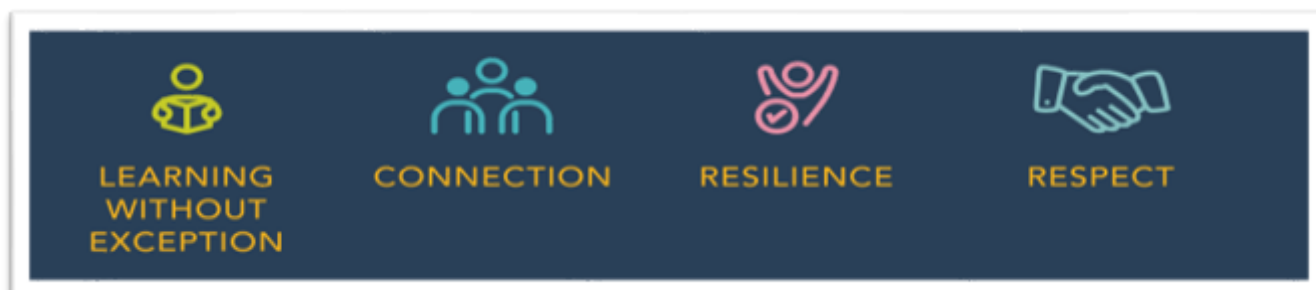 LEARNING
WITHOUT
EXCEPTION
CONNECTION
RESILIENCE
RESPECT